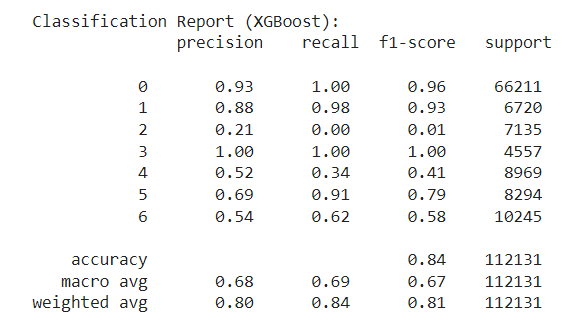 Classification Report (XGBoost):
precision recall f1-score support
0 0.93 1.00 0.96 66211
1 0.88 0.98 0.93 6720
2 0.21 0.00 0.01 7135
3 1.00 1.00 1.00 4557
4 0.52 0.34 0.41 8969
5 0.69 0.91 0.79 8294
6 0.54 0.62 0.58 10245
accuracy 0.84 112131
macro avg 0.68 0.69 0.67 112131
weighted avg 0.80 0.84 0.81 112131